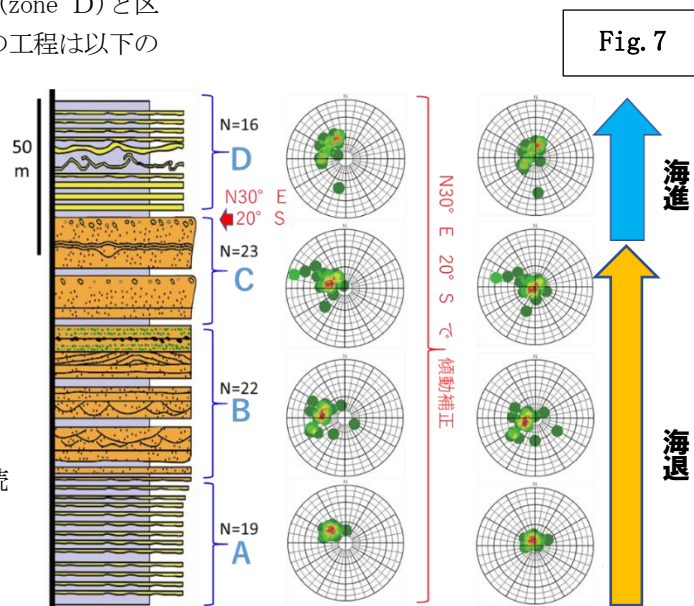 (zone D)と区
の工程は以下の
Fig.7
50
m
N=16
D
N30° E
20° S
N=23
C
N=22
B
N=19
A
N
N
N
N
N30° E 20° S で 傾動補正
N
N
N
N
海進
海退